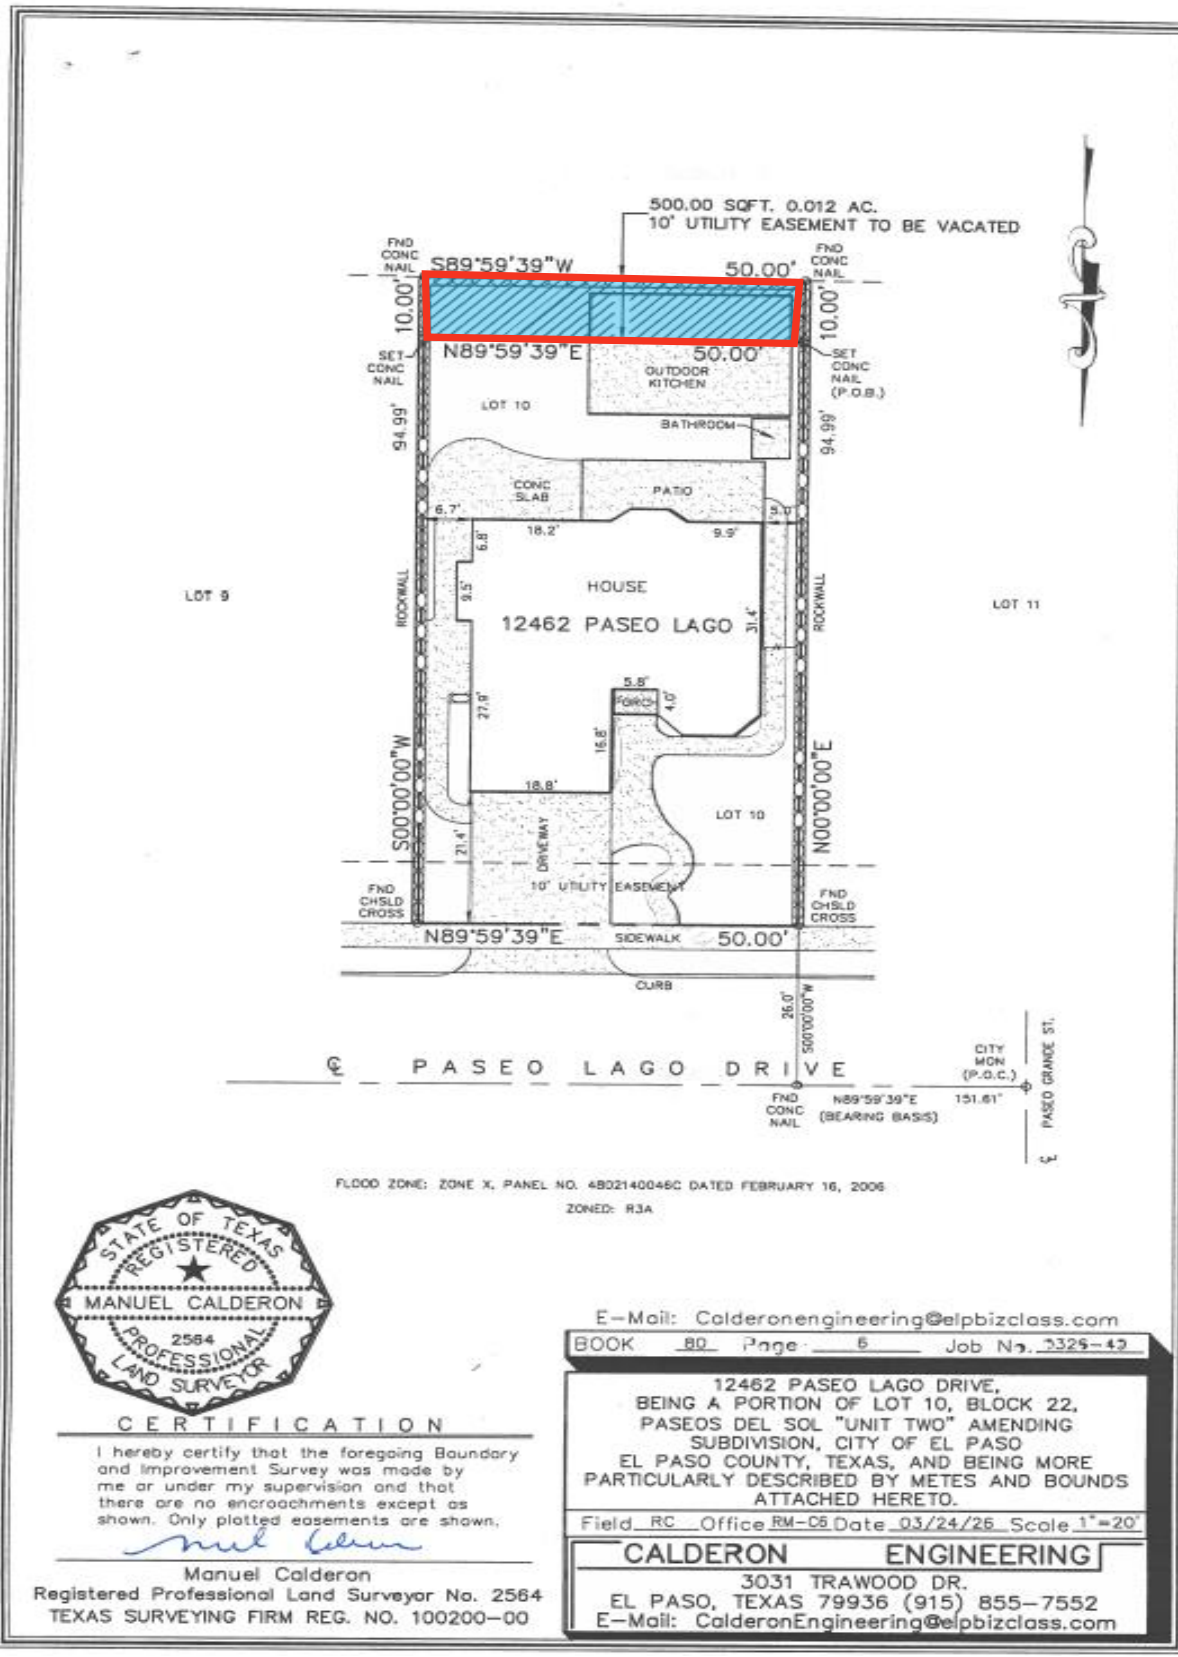 500.00 SQFT. 0.012 AC.
10' UTILITY EASEMENT TO BE VACATED
FND
CONC
NAIL
S89°59'39"W
50.00'
FND
CONC
NAIL
10.00'
10.00'
SET
CONC
NAIL
N89°59'39"E
50.00'
SET
CONC
NAIL
(P.O.B.)
OUTDOOR
KITCHEN
LOT 10
94.99'
BATHROOM
94.99'
CONC
SLAB
PATIO
6.7'
18.2'
9.9'
5.0'
6.8'
9.5'
HOUSE
12462 PASEO LAGO
31.4'
ROCKWALL
ROCKWALL
LOT 9
LOT 11
5.8'
PORCH
4.0'
27.9'
16.8'
S00°00'00"W
N00°00'00"E
18.8'
LOT 10
21.4'
DRIVEWAY
10' UTILITY EASEMENT
FND
CHSLD
CROSS
FND
CHSLD
CROSS
N89°59'39"E
SIDEWALK
50.00'
CURB
26.0'
S00°00'00"W
PASEO LAGO DRIVE
CITY
MON
(P.O.C.)
PASEO GRANDE ST.
FND
CONC
NAIL
N89°59'39"E
(BEARING BASIS)
151.61'
FLOOD ZONE: ZONE X, PANEL NO. 4802140046C DATED FEBRUARY 16, 2006
ZONED: R3A
STATE OF TEXAS
REGISTERED
MANUEL CALDERON
2564
PROFESSIONAL
LAND SURVEYOR
CERTIFICATION
I hereby certify that the foregoing Boundary
and Improvement Survey was made by
me or under my supervision and that
there are no encroachments except as
shown. Only plotted easements are shown.
Manuel Calderon
Registered Professional Land Surveyor No. 2564
TEXAS SURVEYING FIRM REG. NO. 100200-00
E-Mail: Calderonengineering@elpbizclass.com
BOOK 80 Page 6 Job No.
12462 PASEO LAGO DRIVE,
BEING A PORTION OF LOT 10, BLOCK 22,
PASEOS DEL SOL "UNIT TWO" AMENDING
SUBDIVISION, CITY OF EL PASO
EL PASO COUNTY, TEXAS, AND BEING MORE
PARTICULARLY DESCRIBED BY METES AND BOUNDS
ATTACHED HERETO.
Field RC Office RM-C6 Date 03/24/26 Scale 1"=20'
CALDERON ENGINEERING
3031 TRAWOOD DR.
EL PASO, TEXAS 79936 (915) 855-7552
E-Mail: CalderonEngineering@elpbizclass.com